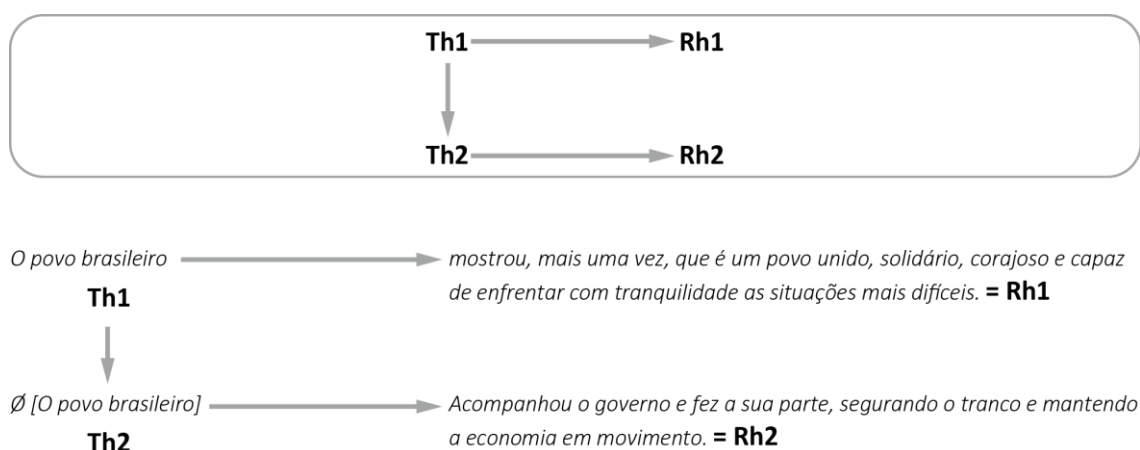 Th1 Rh1
Th2 Rh2
O povo brasileiro mostrou, mais uma vez, que é um povo unido, solidário, corajoso e capaz
Th1 de enfrentar com tranquilidade as situações mais difíceis. = Rh1
Ø [O povo brasileiro] Acompanhou o governo e fez a sua parte, segurando o tranco e mantendo
Th2 a economia em movimento. = Rh2